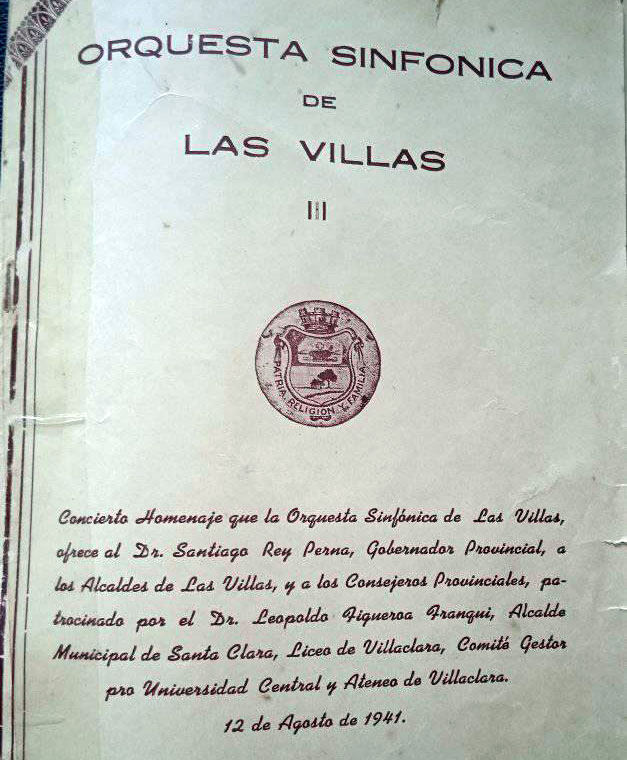 ORQUESTA SINFONICA
DE
LAS VILLAS
PATRIA, RELIGION Y FAMILIA
Concierto Homenaje que la Orquesta Sinfónica de Las Villas,
ofrece al Dr. Santiago Rey Perna, Gobernador Provincial, a
los Alcaldes de Las Villas, y a los Consejeros Provinciales, pa-
trocinado por el Dr. Leopoldo Figueroa Franqui, Alcalde
Municipal de Santa Clara, Liceo de Villaclara, Comité Gestor
pro Universidad Central y Ateneo de Villaclara.
12 de Agosto de 1941.